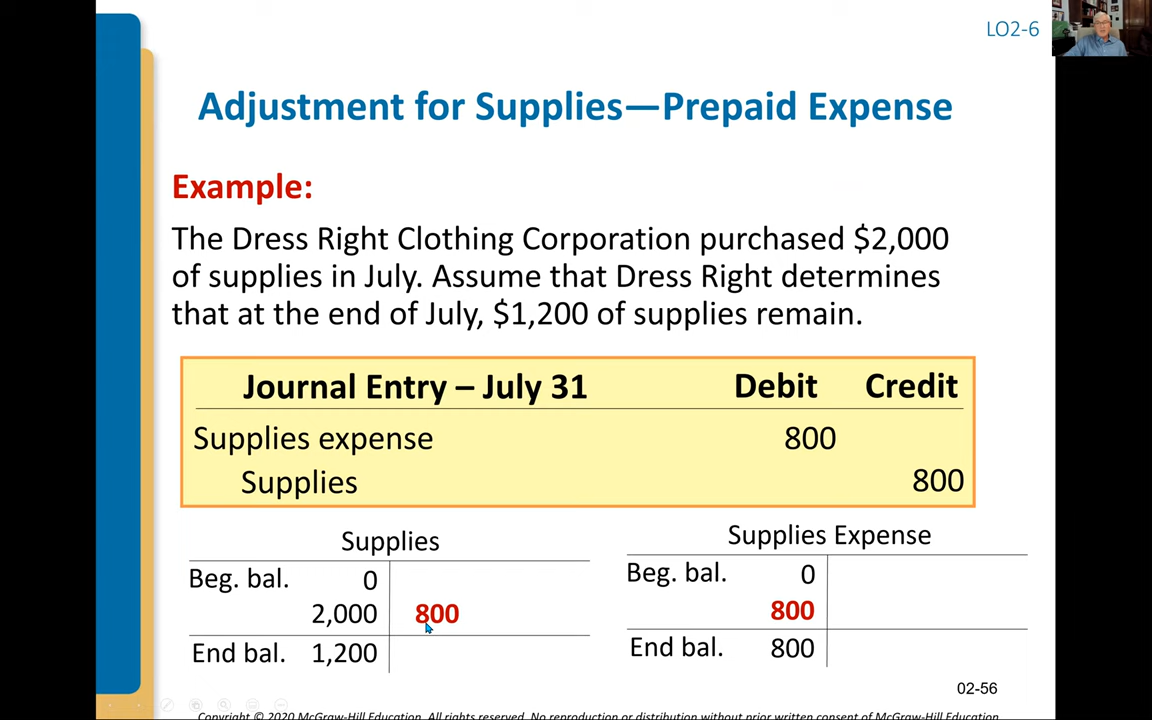 LO2-6
Adjustment for Supplies—Prepaid Expense
Example:
The Dress Right Clothing Corporation purchased $2,000
of supplies in July. Assume that Dress Right determines
that at the end of July, $1,200 of supplies remain.
Journal Entry – July 31 Debit Credit
Supplies expense 800
Supplies 800
Supplies
Beg. bal. 0
2,000 800
End bal. 1,200
Supplies Expense
Beg. bal. 0
800
End bal. 800
02-56
Copyright © 2020 McGraw-Hill Education. All rights reserved. No reproduction or distribution without prior written consent of McGraw-Hill Education